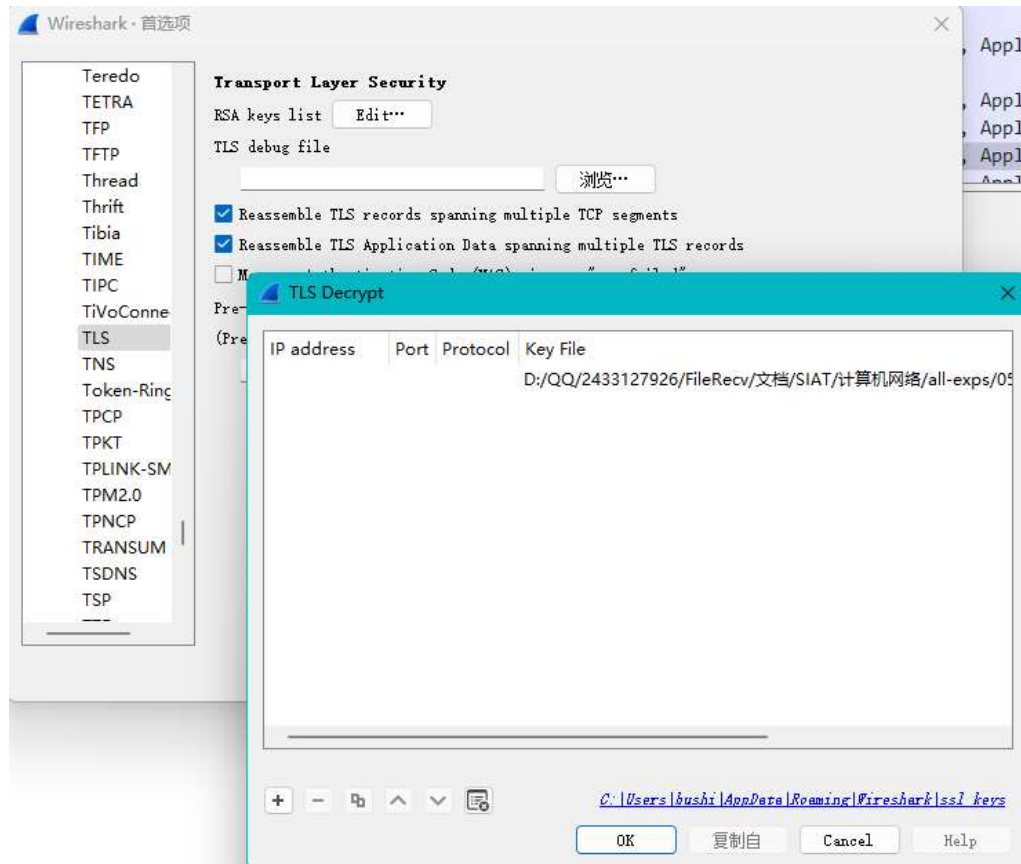 Wireshark · 首选项
, Appl
, Appl
, Appl
, Appl
Teredo
TETRA
TFP
TFTP
Thread
Thrift
Tibia
TIME
TIPC
TiVoConne
TLS
TNS
Token-Ring
TPCP
TPKT
TPLINK-SM
TPM2.0
TPNCP
TRANSUM
TSDNS
TSP
Transport Layer Security
RSA keys list Edit…
TLS debug file
浏览…
Reassemble TLS records spanning multiple TCP segments
Reassemble TLS Application Data spanning multiple TLS records
Pre-
(Pre
TLS Decrypt
IP address Port Protocol Key File
D:/QQ/2433127926/FileRecv/文档/SIAT/计算机网络/all-exps/05
C:\Users\bushi\AppData\Roaming\Wireshark\ssl_keys
OK 复制自 Cancel Help